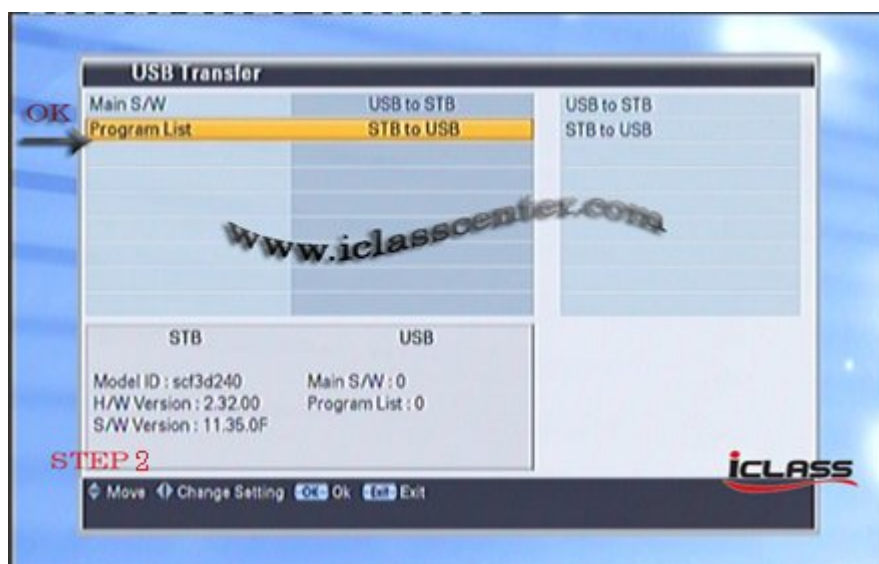 USB Transfer
OK
Main S/W USB to STB USB to STB
Program List STB to USB STB to USB
www.iclasscenter.com
STB USB
Model ID : scf3d240 Main S/W : 0
H/W Version : 2.32.00 Program List : 0
S/W Version : 11.35.0F
STEP 2
iCLASS
Move Change Setting OK Ok Exit Exit